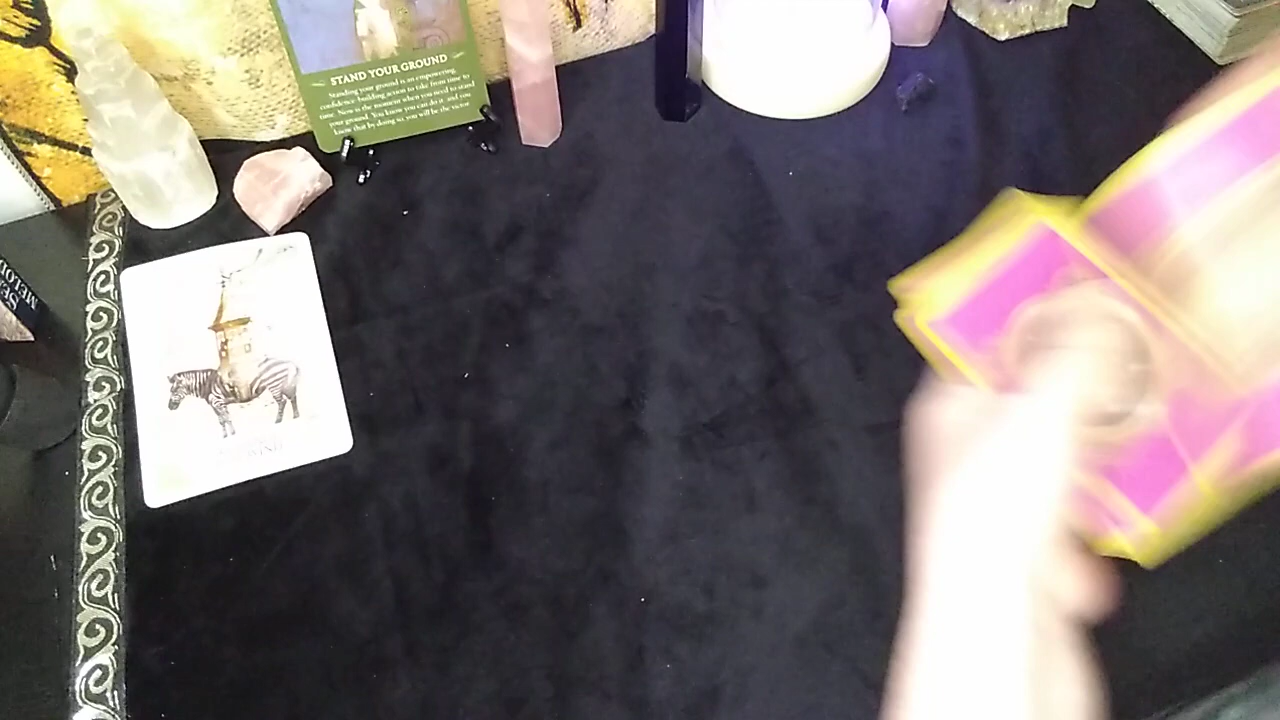 STAND YOUR GROUND
Standing your ground is an empowering,
confidence-building action to take from time to
time. Now is the moment when you need to stand
your ground. You know you can do it, and you
know that by doing so, you will be the victor